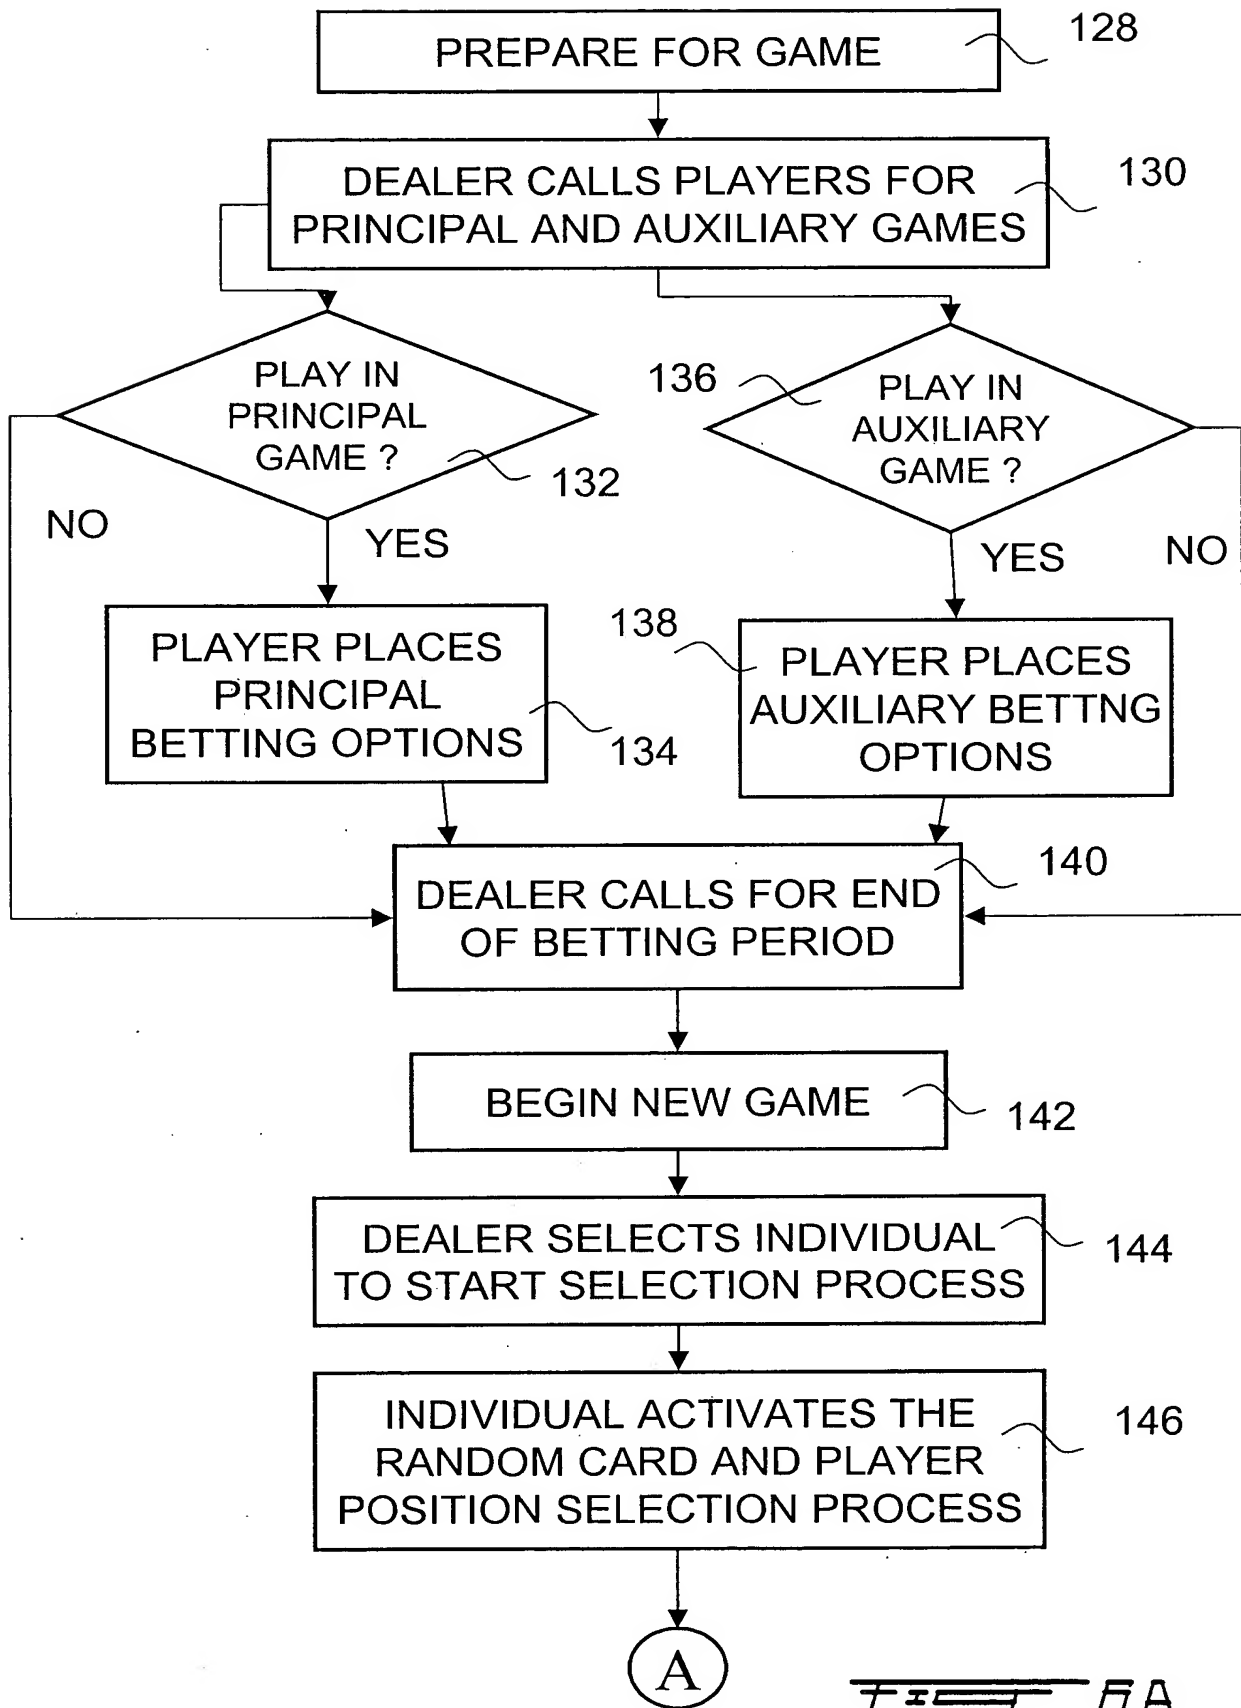 PREPARE FOR GAME
128
DEALER CALLS PLAYERS FOR
PRINCIPAL AND AUXILIARY GAMES
130
PLAY IN
PRINCIPAL
GAME ?
132
136
PLAY IN
AUXILIARY
GAME ?
NO
YES
YES
NO
PLAYER PLACES
PRINCIPAL
BETTING OPTIONS
134
138
PLAYER PLACES
AUXILIARY BETTNG
OPTIONS
140
DEALER CALLS FOR END
OF BETTING PERIOD
BEGIN NEW GAME
142
DEALER SELECTS INDIVIDUAL
TO START SELECTION PROCESS
144
INDIVIDUAL ACTIVATES THE
RANDOM CARD AND PLAYER
POSITION SELECTION PROCESS
146
A